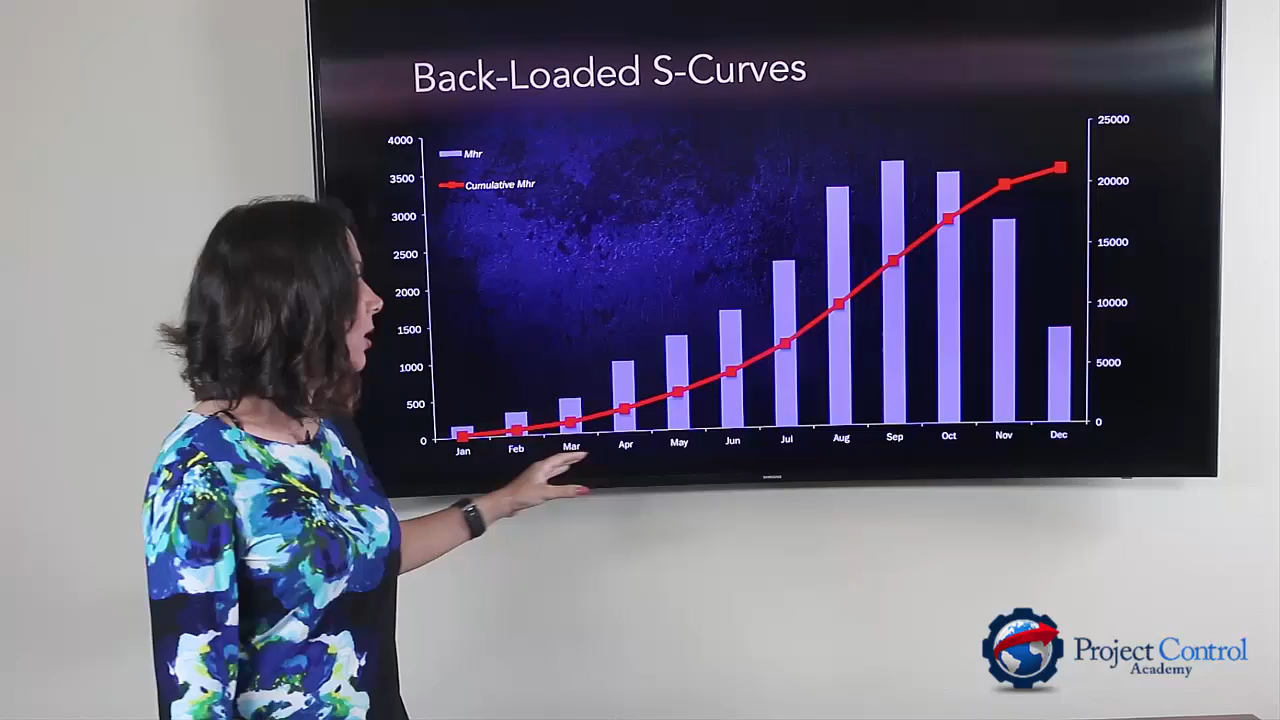 Back-Loaded S-Curves
4000
3500
3000
2500
2000
1500
1000
500
0
Mhr
Cumulative Mhr
25000
20000
15000
10000
5000
0
Jan Feb Mar Apr May Jun Jul Aug Sep Oct Nov Dec
SAMSUNG
Project Control
Academy